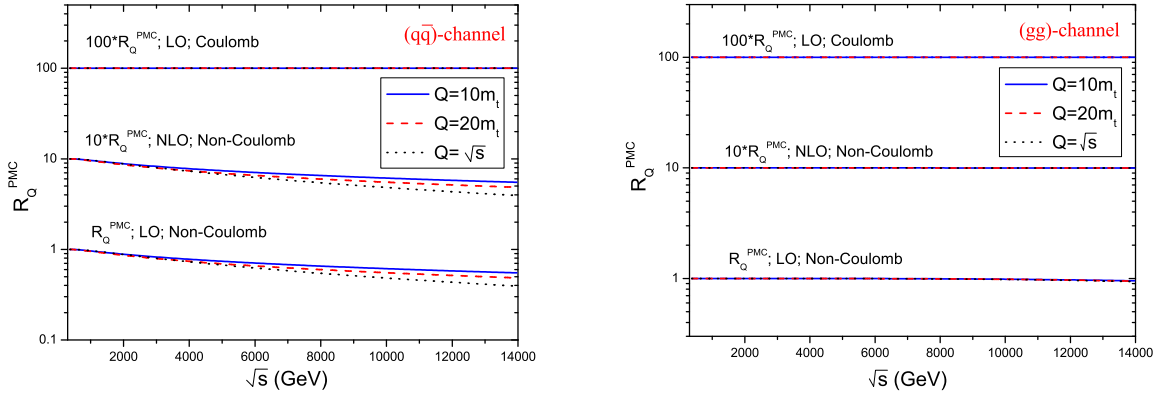 100*R_Q^PMC; LO; Coulomb
(qq̅)-channel
100
Q=10m_t
Q=20m_t
Q=√s
10*R_Q^PMC; NLO; Non-Coulomb
10
R_Q^PMC
R_Q^PMC; LO; Non-Coulomb
1
0.1
2000 4000 6000 8000 10000 12000 14000
√s (GeV)
(gg)-channel
100*R_Q^PMC; LO; Coulomb
100
Q=10m_t
Q=20m_t
Q=√s
10*R_Q^PMC; NLO; Non-Coulomb
10
R_Q^PMC
R_Q^PMC; LO; Non-Coulomb
1
2000 4000 6000 8000 10000 12000 14000
√s (GeV)